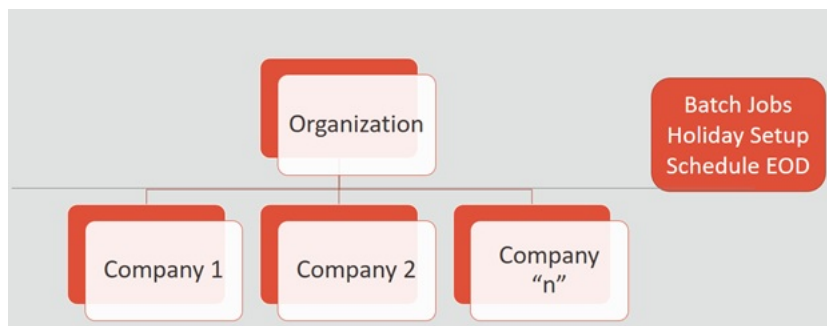 Organization
Batch Jobs
Holiday Setup
Schedule EOD
Company 1
Company 2
Company
“n”